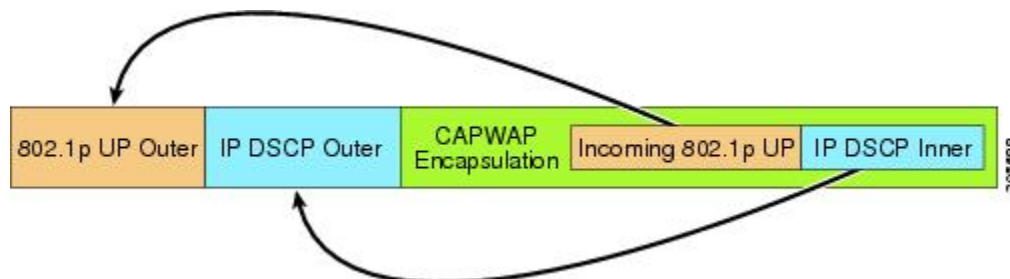 802.1p UP Outer
IP DSCP Outer
CAPWAP
Encapsulation
Incoming 802.1p UP
IP DSCP Inner